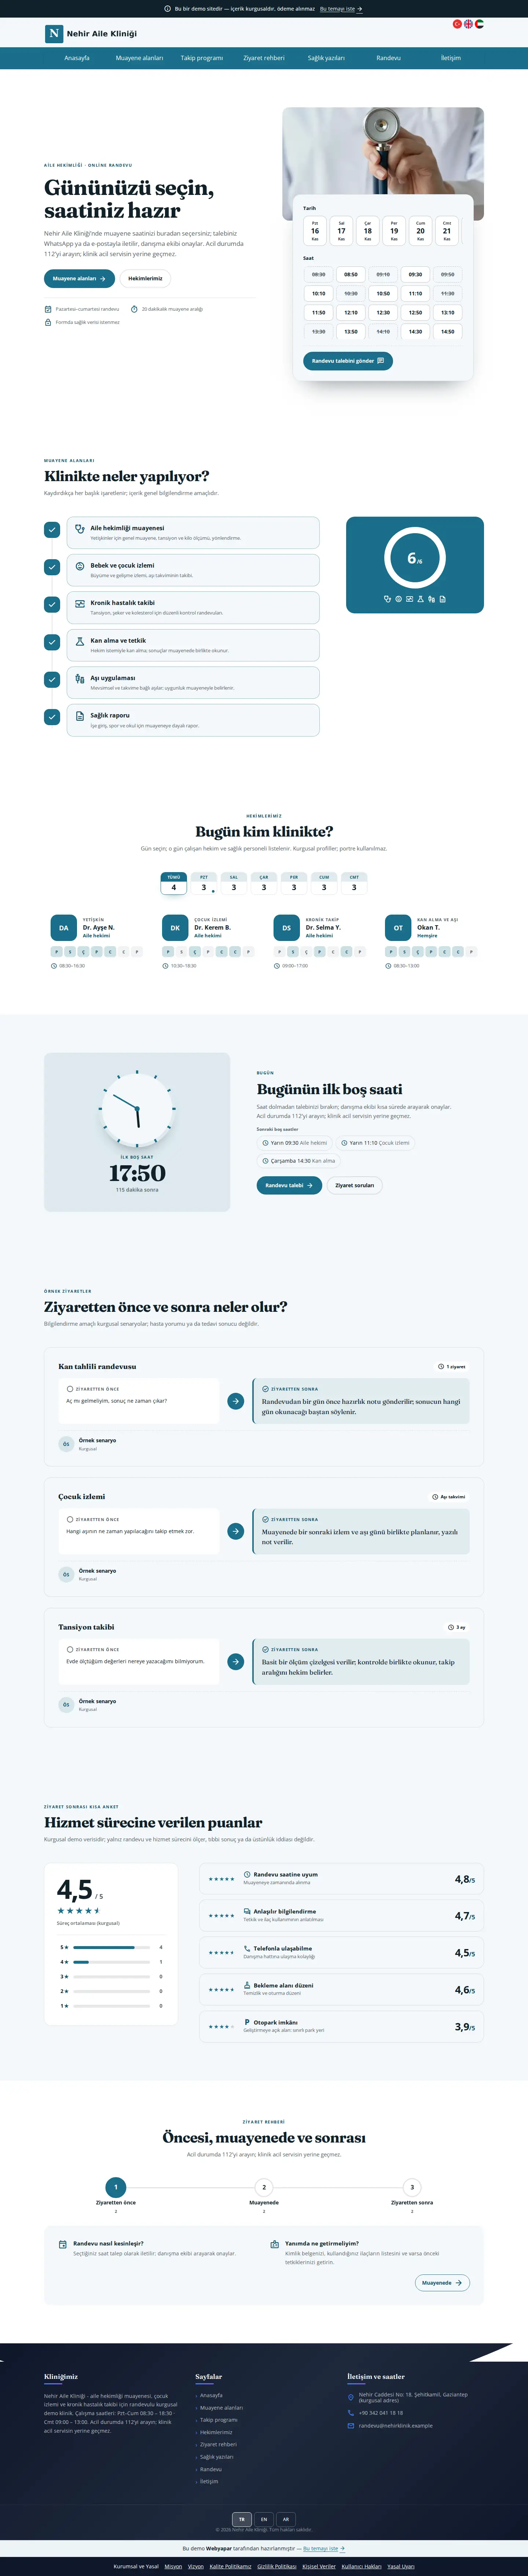 Bu bir demo sitedir — içerik kurgusaldır, ödeme alınmaz Bu temayı iste →
N Nehir Aile Kliniği
Anasayfa Muayene alanları Takip programı Ziyaret rehberi Sağlık yazıları Randevu İletişim
AİLE HEKİMLİĞİ · ONLİNE RANDEVU
Gününüzü seçin,
saatiniz hazır
Nehir Aile Kliniği'nde muayene saatinizi buradan seçersiniz; talebiniz
WhatsApp ya da e-postayla iletilir, danışma ekibi onaylar. Acil durumda
112'yi arayın; klinik acil servisin yerine geçmez.
Muayene alanları → Hekimlerimiz
Pazartesi–cumartesi randevu 20 dakikalık muayene aralığı
Formda sağlık verisi istenmez
Tarih
Pzt Sal Çar Per Cum Cmt
16 17 18 19 20 21
Kas Kas Kas Kas Kas Kas
Saat
08:30 08:50 09:10 09:30 09:50
10:10 10:30 10:50 11:10 11:30
11:50 12:10 12:30 12:50 13:10
13:30 13:50 14:10 14:30 14:50
Randevu talebini gönder
MUAYENE ALANLARI
Klinikte neler yapılıyor?
Kaydırdıkça her başlık işaretlenir; içerik genel bilgilendirme amaçlıdır.
Aile hekimliği muayenesi
Yetişkinler için genel muayene, tansiyon ve kilo ölçümü, yönlendirme.
Bebek ve çocuk izlemi
Büyüme ve gelişme izlemi, aşı takviminin takibi.
Kronik hastalık takibi
Tansiyon, şeker ve kolesterol için düzenli kontrol randevuları.
Kan alma ve tetkik
Hekim istemiyle kan alma, sonuçlar muayenede birlikte okunur.
Aşı uygulaması
Mevsimsel ve takvime bağlı aşılar; uygunluk muayeneyle belirlenir.
Sağlık raporu
İşe giriş, spor ve okul için muayeneye dayalı rapor.
6/6
HEKİMLERİMİZ
Bugün kim klinikte?
Gün seçin; o gün çalışan hekim ve sağlık personeli listelenir. Kurgusal profiller; portre kullanılmaz.
TÜMÜ PZT SAL ÇAR PER CUM CMT
4 3 3 3 3 3 3
DA YETİŞKİN Dr. Ayşe N. Aile hekimi
P S Ç P C C P
08:30–16:30
DK ÇOCUK İZLEMİ Dr. Kerem B. Aile hekimi
P S Ç P C C P
10:30–18:30
DS KRONİK TAKİP Dr. Selma Y. Aile hekimi
P S Ç P C C P
09:00–17:00
OT KAN ALMA VE AŞI Okan T. Hemşire
P S Ç P C C P
08:30–13:00
İLK BOŞ SAAT
17:50
115 dakika sonra
BUGÜN
Bugünün ilk boş saati
Saat dolmadan talebinizi bırakın; danışma ekibi kısa sürede arayarak onaylar.
Acil durumda 112'yi arayın; klinik acil servisin yerine geçmez.
Sonraki boş saatler
Yarın 09:30 Aile hekimi Yarın 11:10 Çocuk izlemi
Çarşamba 14:30 Kan alma
Randevu talebi → Ziyaret soruları
ÖRNEK ZİYARETLER
Ziyaretten önce ve sonra neler olur?
Bilgilendirme amaçlı kurgusal senaryolar; hasta yorumu ya da tedavi sonucu değildir.
Kan tahlili randevusu 1 ziyaret
ZİYARETTEN ÖNCE
Aç mı gelmeliyim, sonuç ne zaman çıkar?
ZİYARETTEN SONRA
Randevudan bir gün önce hazırlık notu gönderilir; sonucun hangi
gün okunacağı baştan söylenir.
ÖS Örnek senaryo
Kurgusal
Çocuk izlemi Aşı takvimi
ZİYARETTEN ÖNCE
Hangi aşının ne zaman yapılacağını takip etmek zor.
ZİYARETTEN SONRA
Muayenede bir sonraki izlem ve aşı günü birlikte planlanır, yazılı
not verilir.
ÖS Örnek senaryo
Kurgusal
Tansiyon takibi 3 ay
ZİYARETTEN ÖNCE
Evde ölçtüğüm değerleri nereye yazacağımı bilmiyorum.
ZİYARETTEN SONRA
Basit bir ölçüm çizelgesi verilir; kontrolde birlikte okunur, takip
aralığını hekim belirler.
ÖS Örnek senaryo
Kurgusal
ZİYARET SONRASI KISA ANKET
Hizmet sürecine verilen puanlar
Kurgusal demo verisidir; yalnız randevu ve hizmet sürecini ölçer, tıbbi sonuç ya da üstünlük iddiası değildir.
4,5 / 5
★★★★★
Süreç ortalaması (kurgusal)
5★ 4
4★ 1
3★ 0
2★ 0
1★ 0
★★★★★ Randevu saatine uyum 4,8/5
Muayeneye zamanında alınma
★★★★★ Anlaşılır bilgilendirme 4,7/5
Tetkik ve ilaç kullanımının anlatılması
★★★★★ Telefonla ulaşabilme 4,5/5
Danışma hattına ulaşma kolaylığı
★★★★★ Bekleme alanı düzeni 4,6/5
Temizlik ve oturma düzeni
★★★★★ P Otopark imkânı 3,9/5
Geliştirmeye açık alan: sınırlı park yeri
ZİYARET REHBERİ
Öncesi, muayenede ve sonrası
Acil durumda 112'yi arayın; klinik acil servisin yerine geçmez.
1 2 3
Ziyaretten önce Muayenede Ziyaretten sonra
2 2 2
Randevu nasıl kesinleşir?
Seçtiğiniz saat talep olarak iletilir; danışma ekibi arayarak onaylar.
Yanımda ne getirmeliyim?
Kimlik belgenizi, kullandığınız ilaçların listesini ve varsa önceki
tetkiklerinizi getirin.
Muayenede →
Kliniğimiz
Nehir Aile Kliniği - aile hekimliği muayenesi, çocuk
izlemi ve kronik hastalık takibi için randevulu kurgusal
demo klinik. Çalışma saatleri: Pzt–Cum 08:30 – 18:30 ·
Cmt 09:00 – 13:00. Acil durumda 112'yi arayın; klinik
acil servisin yerine geçmez.
Sayfalar
› Anasayfa
› Muayene alanları
› Takip programı
› Hekimlerimiz
› Ziyaret rehberi
› Sağlık yazıları
› Randevu
› İletişim
İletişim ve saatler
Nehir Caddesi No: 18, Şehitkamil, Gaziantep
(kurgusal adres)
+90 342 041 18 18
randevu@nehirklinik.example
TR EN AR
© 2026 Nehir Aile Kliniği. Tüm hakları saklıdır.
Bu demo Webyapar tarafından hazırlanmıştır — Bu temayı iste →
Kurumsal ve Yasal Misyon Vizyon Kalite Politikamız Gizlilik Politikası Kişisel Veriler Kullanıcı Hakları Yasal Uyarı